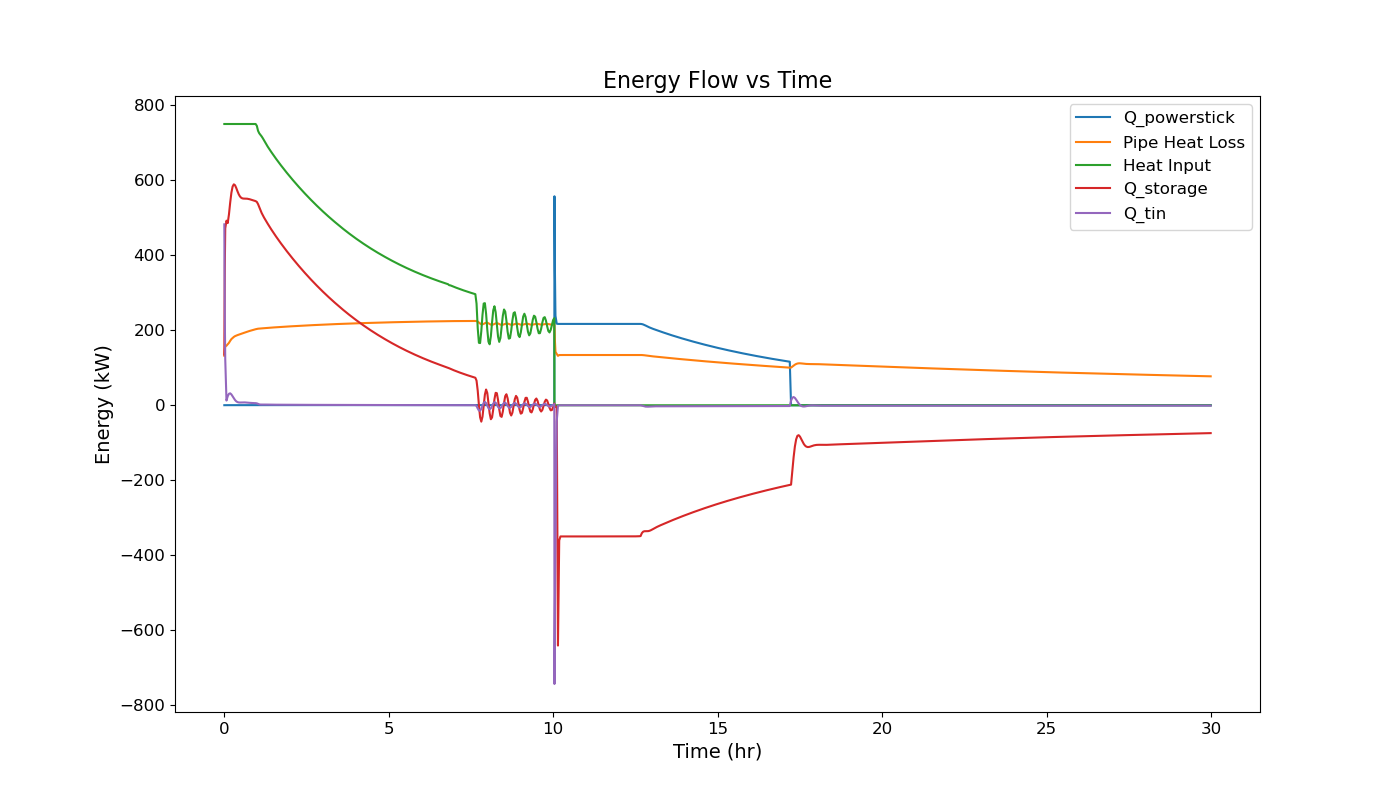 Energy Flow vs Time
Energy (kW)
800
600
400
200
0
−200
−400
−600
−800
Q_powerstick
Pipe Heat Loss
Heat Input
Q_storage
Q_tin
0 5 10 15 20 25 30
Time (hr)